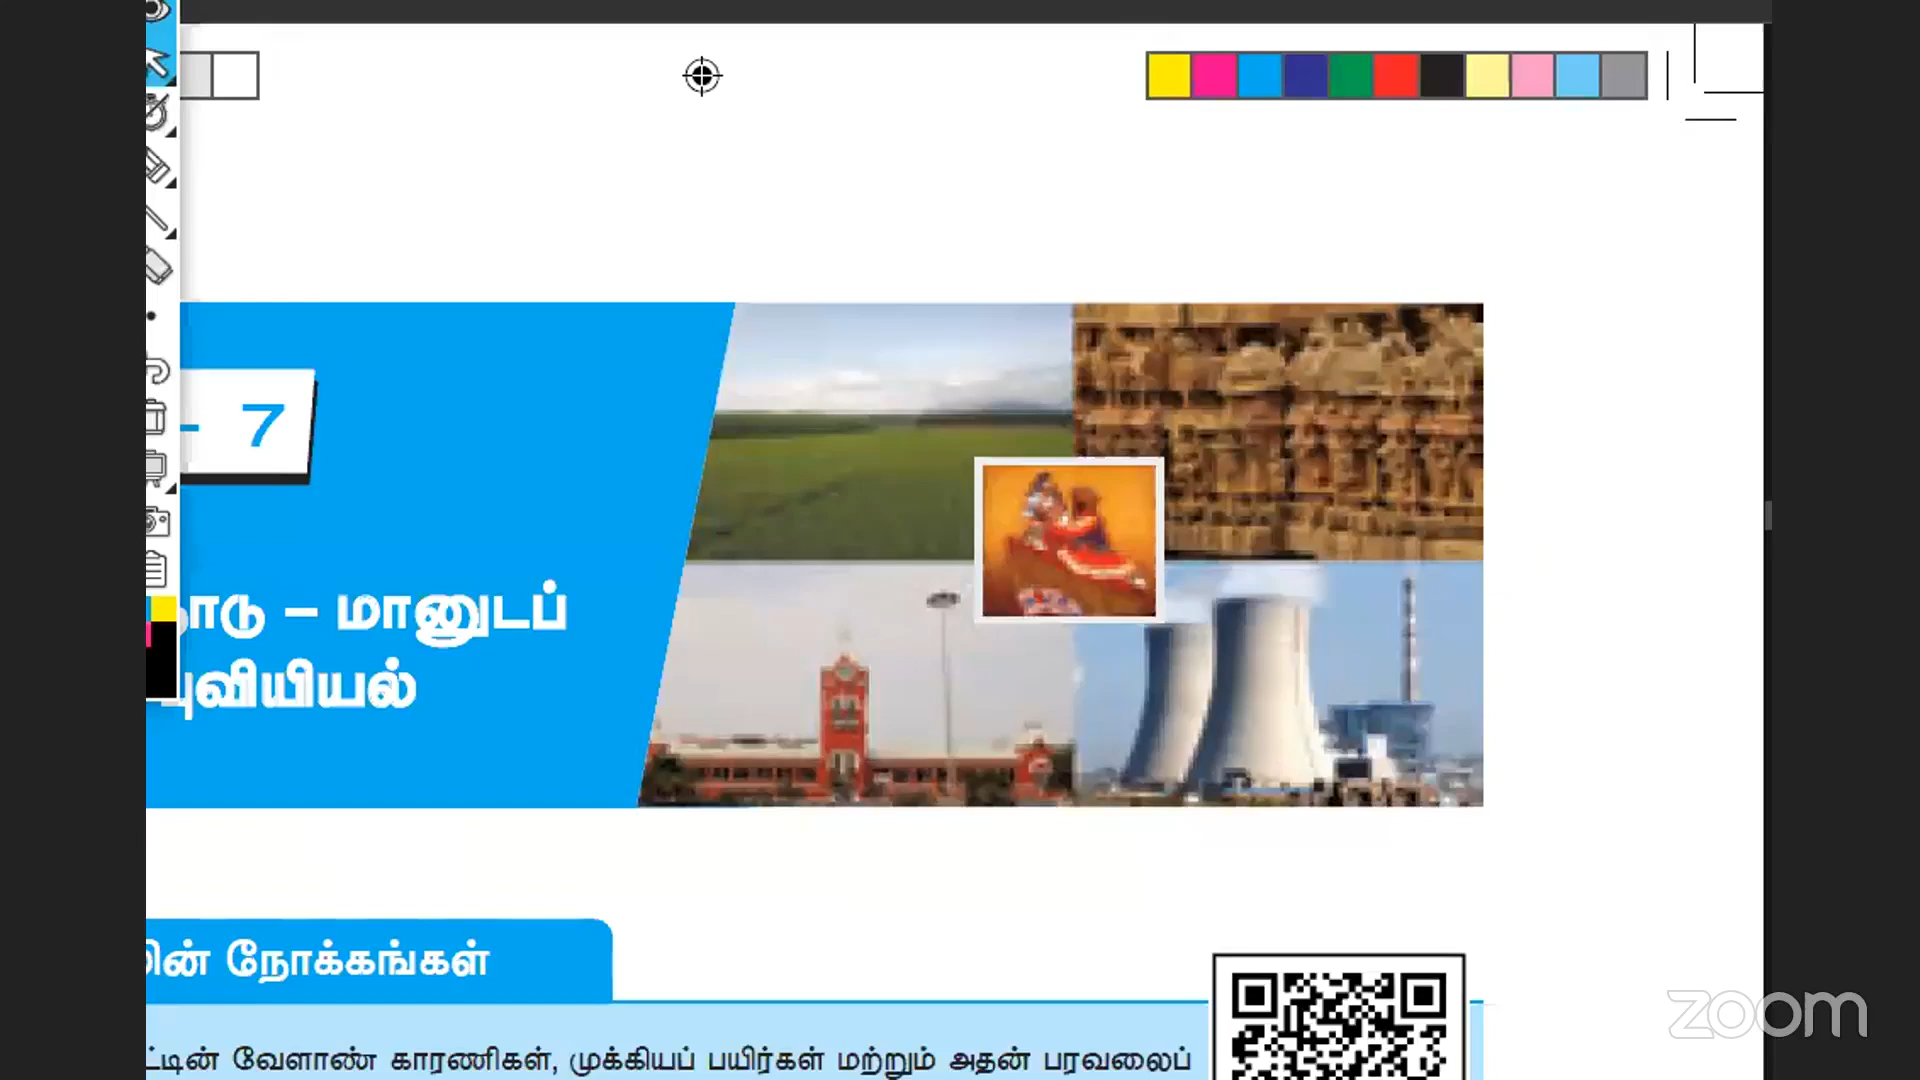 - 7
நாடு – மானுடப்
புவியியல்
நோக்கங்கள்
வேளாண் காரணிகள், முக்கியப் பயிர்கள் மற்றும் அதன் பரவலைப்
zoom